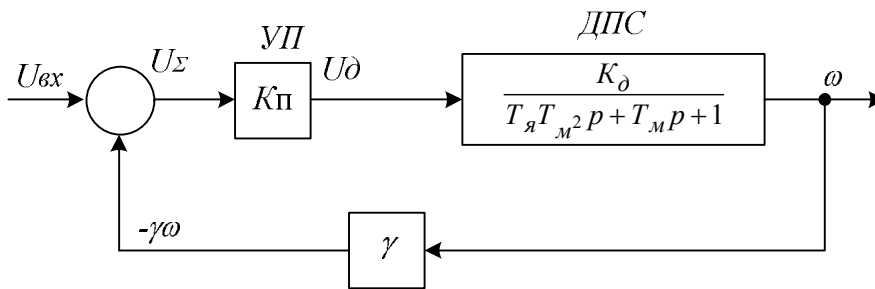 УП
ДПС
Uвх
UΣ
Uд
ω
Kп
Kд
TяTм²p+Tмp+1
-γω
γ